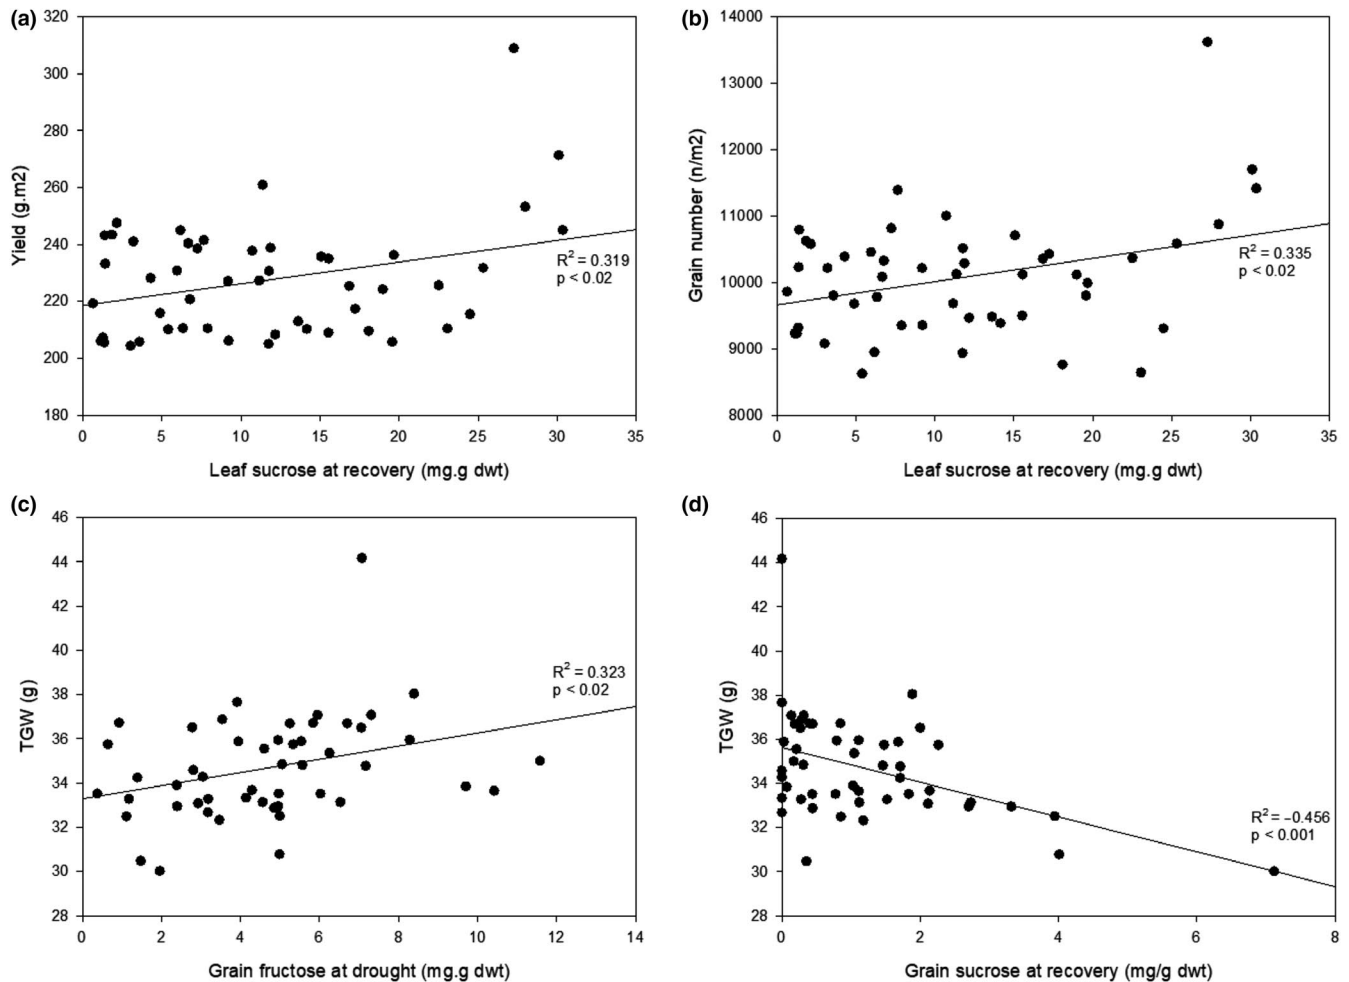 (a)
320
300
280
260
240
220
200
180
Yield (g.m2)
R² = 0.319
p < 0.02
0 5 10 15 20 25 30 35
Leaf sucrose at recovery (mg.g dwt)
(b)
14000
13000
12000
11000
10000
9000
8000
Grain number (n/m2)
R² = 0.335
p < 0.02
0 5 10 15 20 25 30 35
Leaf sucrose at recovery (mg.g dwt)
(c)
46
44
42
40
38
36
34
32
30
28
TGW (g)
R² = 0.323
p < 0.02
0 2 4 6 8 10 12 14
Grain fructose at drought (mg.g dwt)
(d)
46
44
42
40
38
36
34
32
30
28
TGW (g)
R² = −0.456
p < 0.001
0 2 4 6 8
Grain sucrose at recovery (mg/g dwt)